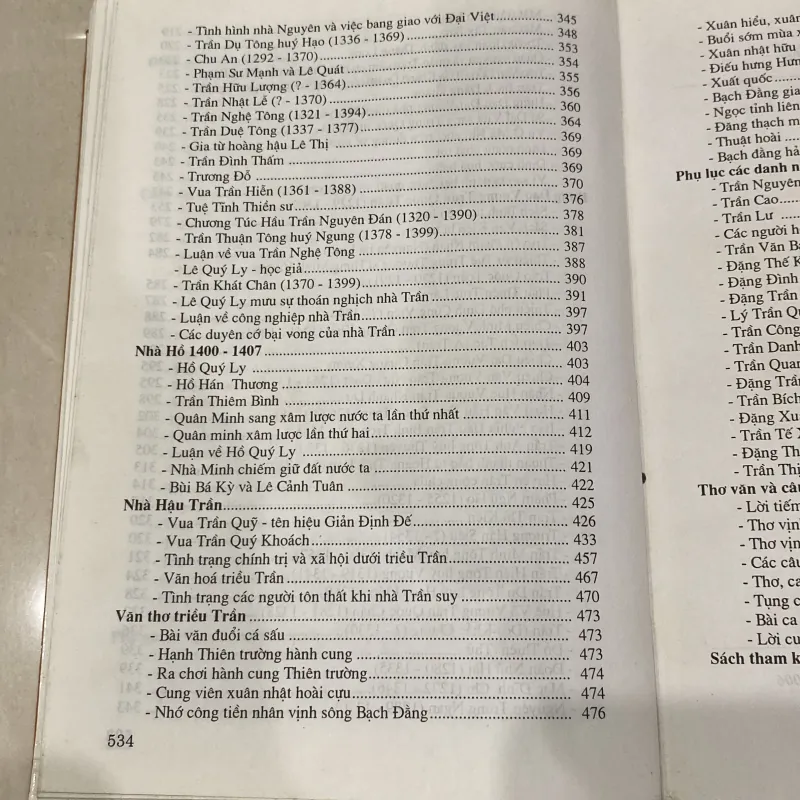 - Tình hình nhà Nguyên và việc bang giao với Đại Việt........................ 345
- Trần Dụ Tông huý Hạo (1336 - 1369)........................ 348
- Chu An (1292 - 1370)........................ 353
- Phạm Sư Mạnh và Lê Quát........................ 354
- Trần Hữu Lượng (? - 1364)........................ 355
- Trần Nhật Lễ (? - 1370)........................ 356
- Trần Nghệ Tông (1321 - 1394)........................ 360
- Trần Duệ Tông (1337 - 1377)........................ 364
- Gia từ hoàng hậu Lê Thị........................ 369
- Trần Đình Thấm........................ 369
- Trương Đỗ........................ 369
- Vua Trần Hiển (1361 - 1388)........................ 370
- Tuệ Tĩnh Thiền sư........................ 376
- Chương Túc Hầu Trần Nguyên Đán (1320 - 1390)........................ 378
- Trần Thuận Tông huý Ngung (1378 - 1399)........................ 381
- Luận về vua Trần Nghệ Tông........................ 387
- Lê Quý Ly - học giả........................ 388
- Trần Khát Chân (1370 - 1399)........................ 390
- Lê Quý Ly mưu sự thoán nghịch nhà Trần........................ 391
- Luận về công nghiệp nhà Trần........................ 397
- Các duyên cớ bại vong của nhà Trần........................ 397
Nhà Hồ 1400 - 1407........................ 403
- Hồ Quý Ly........................ 403
- Hồ Hán Thương........................ 404
- Trần Thiêm Bình........................ 409
- Quân Minh sang xâm lược nước ta lần thứ nhất........................ 411
- Quân minh xâm lược lần thứ hai........................ 412
- Luận về Hồ Quý Ly........................ 419
- Nhà Minh chiếm giữ đất nước ta........................ 421
- Bùi Bá Kỳ và Lê Cảnh Tuân........................ 422
Nhà Hậu Trần........................ 425
- Vua Trần Quỹ - tên hiệu Giản Định Đế........................ 426
- Vua Trần Quý Khoách........................ 433
- Tình trạng chính trị và xã hội dưới triều Trần........................ 457
- Văn hoá triều Trần........................ 467
- Tình trạng các người tôn thất khi nhà Trần suy........................ 470
Văn thơ triều Trần........................ 473
- Bài văn đuổi cá sấu........................ 473
- Hạnh Thiên trường hành cung........................ 473
- Ra chơi hành cung Thiên trường........................ 474
- Cung viên xuân nhật hoài cựu........................ 474
- Nhớ công tiền nhân vịnh sông Bạch Đằng........................ 476
534
- Xuân hiểu, xuân
- Buổi sớm mùa
- Xuân nhật hữu
- Điếu hưng Hưn
- Xuất quốc
- Bạch Đằng gia
- Ngọc tỉnh liên
- Đăng thạch m
- Thuật hoài
- Bạch đằng hả
Phụ lục các danh n
- Trần Nguyên
- Trần Cao
- Trần Lư
- Các người h
- Trần Văn B
- Đặng Thế K
- Đặng Đình
- Đặng Trần
- Lý Trần Qu
- Trần Công
- Trần Danh
- Trần Quan
- Đặng Trầ
- Trần Bích
- Đặng Xu
- Trần Tế
- Đặng Th
- Trần Thị
Thơ văn và câu
- Lời tiếm
- Thơ vịn
- Thơ vịn
- Các câu
- Thơ, ca
- Tụng c
- Bài ca
- Lời cu
Sách tham k